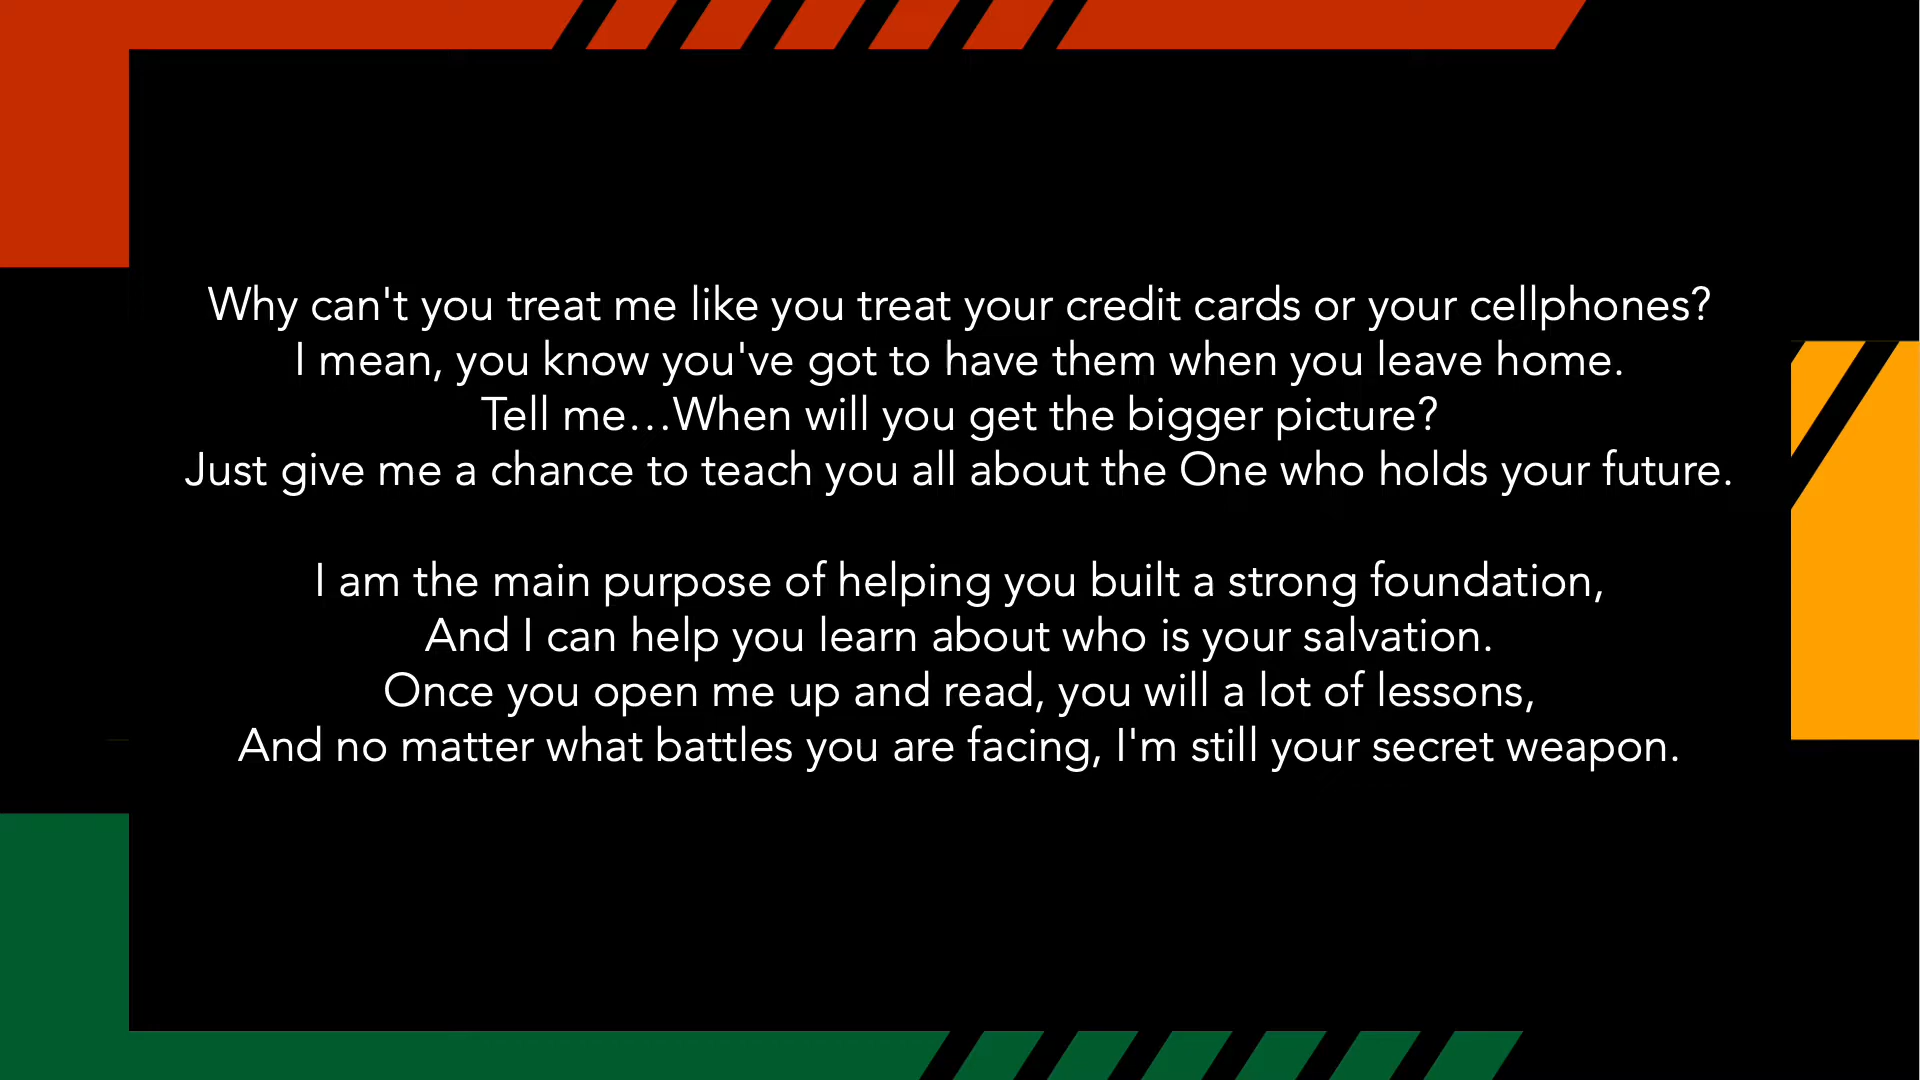 Why can't you treat me like you treat your credit cards or your cellphones?
I mean, you know you've got to have them when you leave home.
Tell me…When will you get the bigger picture?
Just give me a chance to teach you all about the One who holds your future.
I am the main purpose of helping you built a strong foundation,
And I can help you learn about who is your salvation.
Once you open me up and read, you will a lot of lessons,
And no matter what battles you are facing, I'm still your secret weapon.